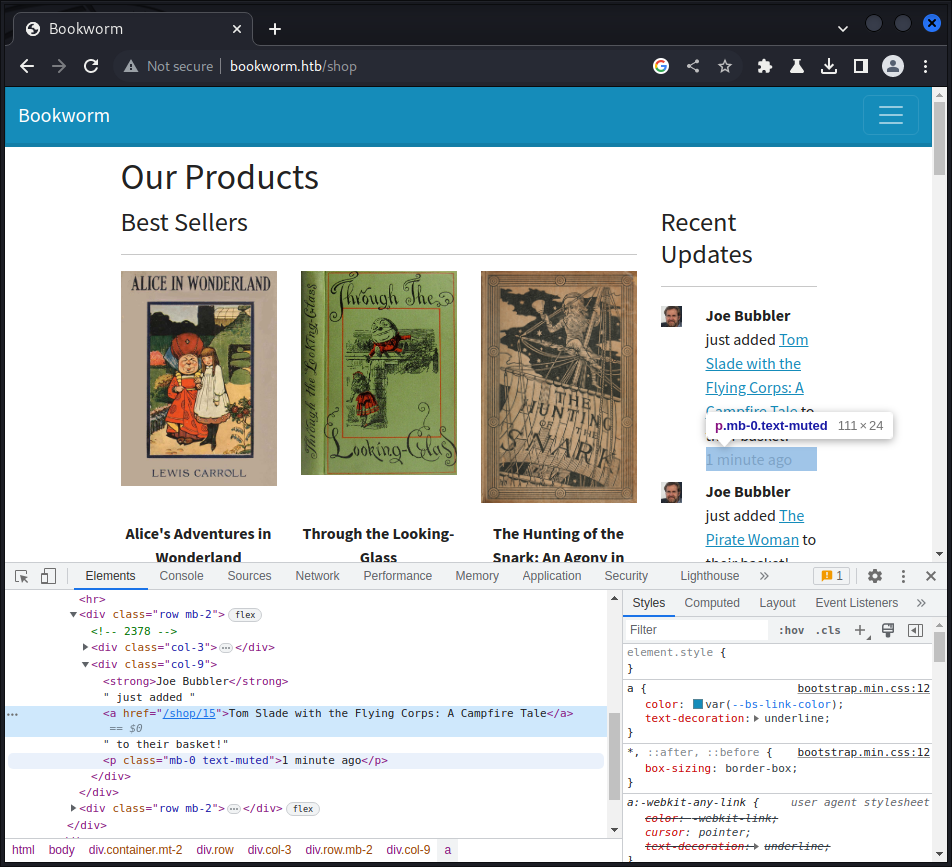 Bookworm
Not secure
bookworm.htb/shop
Bookworm
Our Products
Best Sellers
Recent
Updates
ALICE IN WONDERLAND
LEWIS CARROLL
Through the Looking-Glass
Through The
Looking-Glass
THE
HUNTING
OF THE
SNARK
Alice's Adventures in
Wonderland
Through the Looking-
Glass
The Hunting of the
Snark: An Agony in
Joe Bubbler
just added Tom
Slade with the
Flying Corps: A
Campfire Tale to
their basket!
p.mb-0.text-muted 111 × 24
1 minute ago
Joe Bubbler
just added The
Pirate Woman to
their basket!
Elements
Console
Sources
Network
Performance
Memory
Application
Security
Lighthouse
»
1
<hr>
▼<div class="row mb-2"> flex
<!-- 2378 -->
▶<div class="col-3">…</div>
▼<div class="col-9">
<strong>Joe Bubbler</strong>
" just added "
<a href="/shop/15">Tom Slade with the Flying Corps: A Campfire Tale</a>
== $0
" to their basket!"
<p class="mb-0 text-muted">1 minute ago</p>
</div>
</div>
▶<div class="row mb-2">…</div> flex
</div>
html body div.container.mt-2 div.row div.col-3 div.row.mb-2 div.col-9 a
Styles
Computed
Layout
Event Listeners
»
Filter
:hov .cls +
element.style {
}
a { bootstrap.min.css:12
color: var(--bs-link-color);
text-decoration: ▶ underline;
}
*, ::after, ::before { bootstrap.min.css:12
box-sizing: border-box;
}
a:-webkit-any-link { user agent stylesheet
color: -webkit-link;
cursor: pointer;
text-decoration: ▶ underline;
}